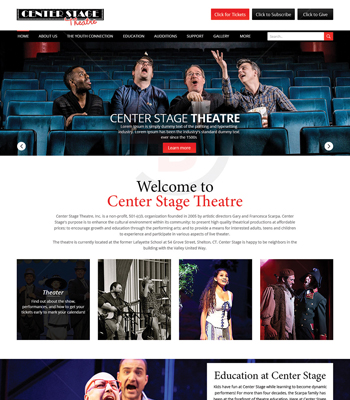 CENTER STAGE
Theatre
Click for Tickets
Click to Subscribe
Click to Give
HOME
ABOUT US
THE YOUTH CONNECTION
EDUCATION
AUDITIONS
SUPPORT
GALLERY
MORE
Search...
CENTER STAGE THEATRE
Lorem Ipsum is simply dummy text of the printing and typesetting
industry. Lorem Ipsum has been the industry's standard dummy text
ever since the 1500s
Learn more
Welcome to
Center Stage Theatre
Center Stage Theatre, Inc. is a non-profit, 501(c)3, organization founded in 2005 by artistic directors Gary and Francesca Scarpa. Center
Stage's purpose is to enhance the cultural environment within its community; to present high quality theatrical productions at affordable
prices; to encourage growth and education through the performing arts; and to provide a means for interested adults, teens and children
to experience and participate in various aspects of live theater.
The theatre is currently located at the former Lafayette School at 54 Grove Street, Shelton, CT. Center Stage is happy to be neighbors in the
building with the Valley United Way.
Theater
Find out about the show,
performances, and how to get your
tickets early to mark your calendars!
Education at Center Stage
Kids have fun at Center Stage while learning to become dynamic
performers! For more than four decades, the Scarpa family has
been at the forefront of theatre education. Here at Center Stage